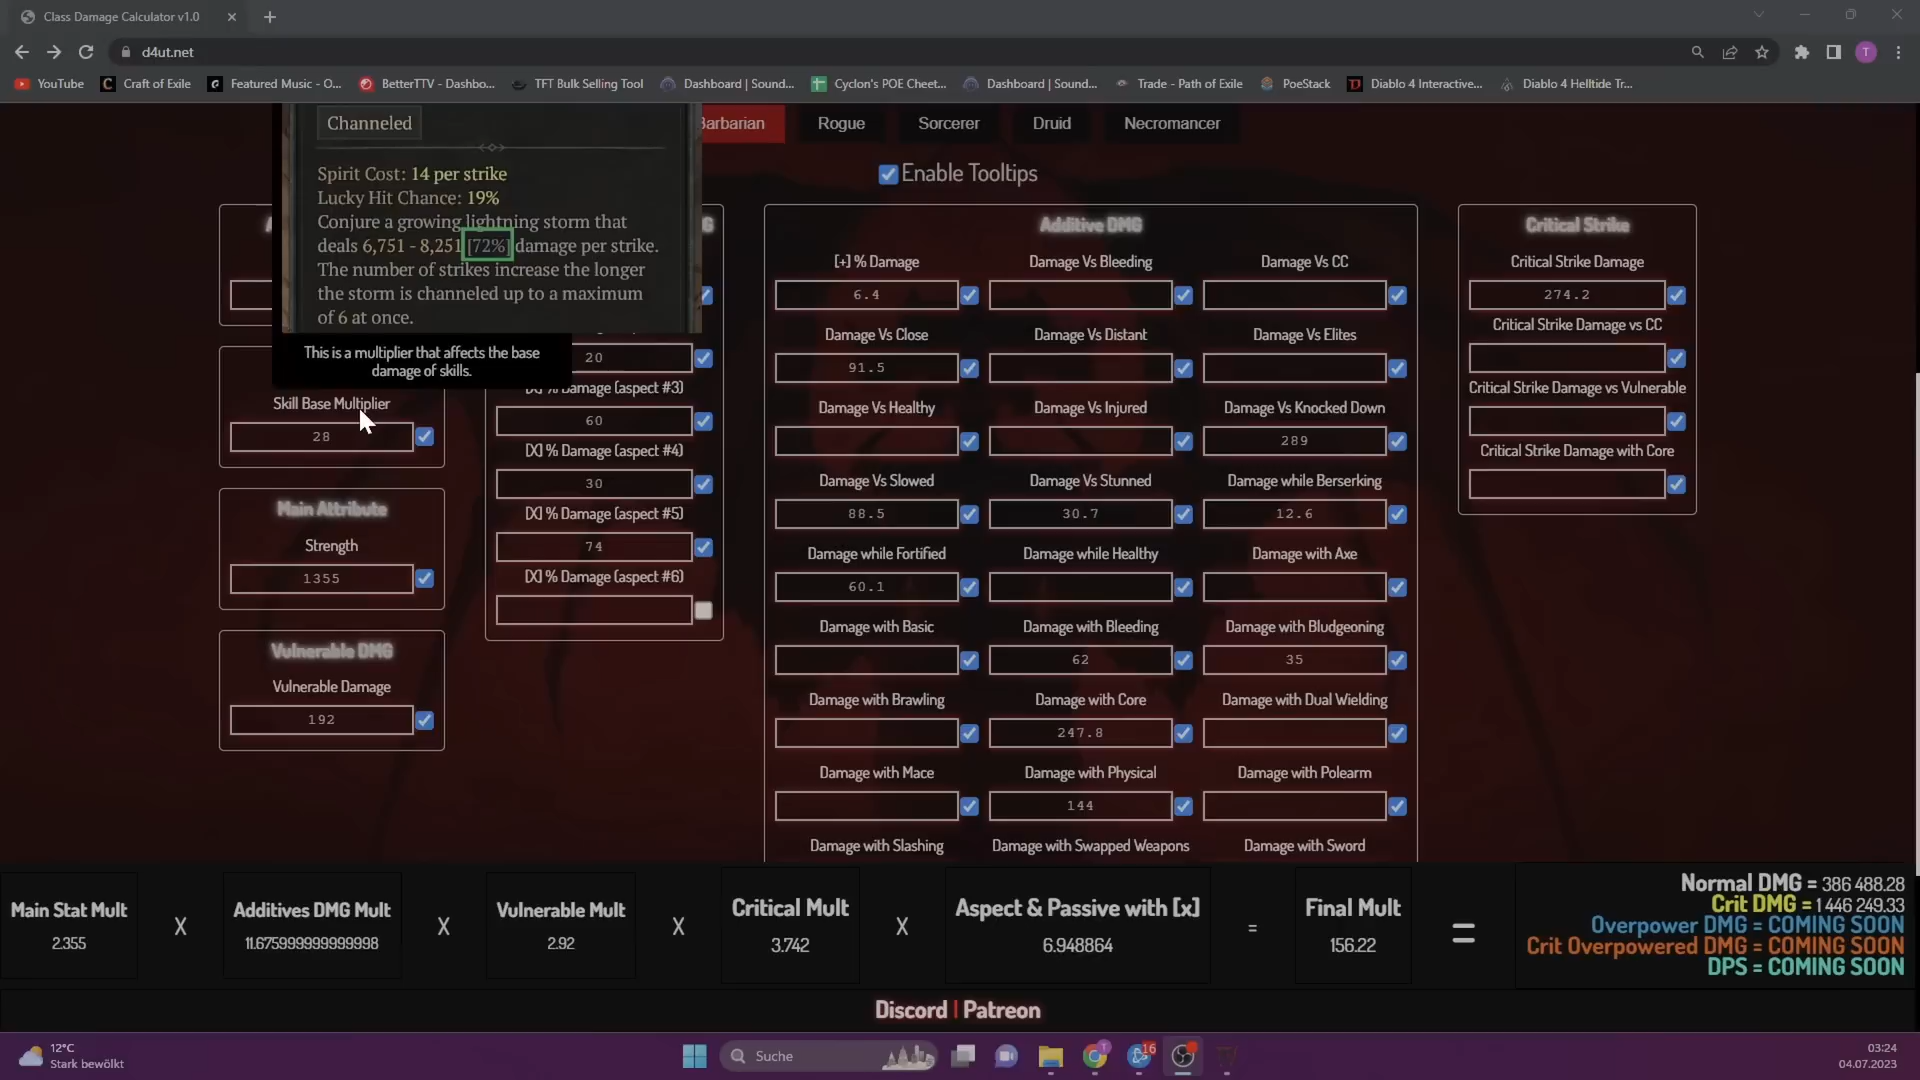 Class Damage Calculator v1.0
d4ut.net
YouTube
Craft of Exile
Featured Music - O...
BetterTTV - Dashbo...
TFT Bulk Selling Tool
Dashboard | Sound...
Cyclon's POE Cheet...
Dashboard | Sound...
Trade - Path of Exile
PoeStack
Diablo 4 Interactive...
Diablo 4 Helltide Tr...
T
Channeled
Barbarian
Rogue
Sorcerer
Druid
Necromancer
Enable Tooltips
Spirit Cost: 14 per strike
Lucky Hit Chance: 19%
Conjure a growing lightning storm that
deals 6,751 - 8,251 [72%] damage per strike.
The number of strikes increase the longer
the storm is channeled up to a maximum
of 6 at once.
This is a multiplier that affects the base
damage of skills.
Skill Base Multiplier
28
Main Attribute
Strength
1355
Vulnerable DMG
Vulnerable Damage
192
20
[X] % Damage (aspect #3)
60
[X] % Damage (aspect #4)
30
[X] % Damage (aspect #5)
74
[X] % Damage (aspect #6)
Additive DMG
[+] % Damage
Damage Vs Bleeding
Damage Vs CC
6.4
Damage Vs Close
Damage Vs Distant
Damage Vs Elites
91.5
Damage Vs Healthy
Damage Vs Injured
Damage Vs Knocked Down
289
Damage Vs Slowed
Damage Vs Stunned
Damage while Berserking
88.5
30.7
12.6
Damage while Fortified
Damage while Healthy
Damage with Axe
60.1
Damage with Basic
Damage with Bleeding
Damage with Bludgeoning
62
35
Damage with Brawling
Damage with Core
Damage with Dual Wielding
247.8
Damage with Mace
Damage with Physical
Damage with Polearm
144
Damage with Slashing
Damage with Swapped Weapons
Damage with Sword
Critical Strike
Critical Strike Damage
274.2
Critical Strike Damage vs CC
Critical Strike Damage vs Vulnerable
Critical Strike Damage with Core
Main Stat Mult
2.355
X
Additives DMG Mult
11.675999999999998
X
Vulnerable Mult
2.92
X
Critical Mult
3.742
X
Aspect & Passive with [x]
6.948864
=
Final Mult
156.22
=
Normal DMG = 386 488.28
Crit DMG = 1 446 249.33
Overpower DMG = COMING SOON
Crit Overpowered DMG = COMING SOON
DPS = COMING SOON
Discord | Patreon
12°C
Stark bewölkt
Suche
T
16
03:24
04.07.2023